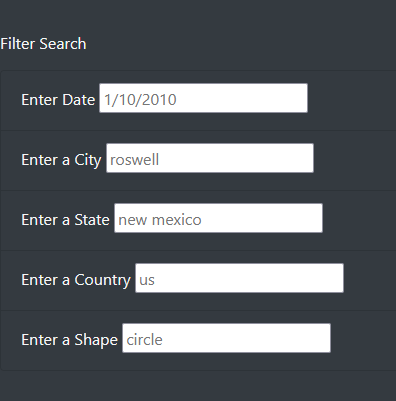 Filter Search
Enter Date 1/10/2010
Enter a City roswell
Enter a State new mexico
Enter a Country us
Enter a Shape circle